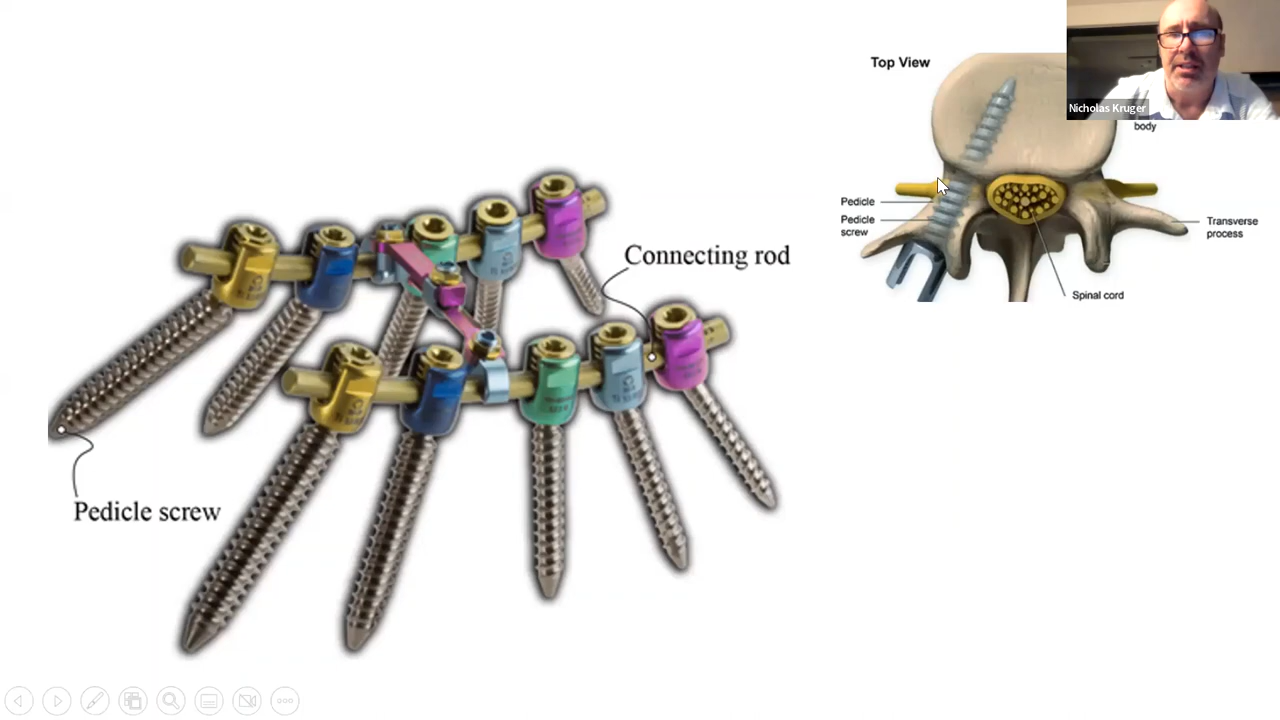 Top View
Nicholas Kruger
body
Pedicle
Pedicle
screw
Transverse
process
Spinal cord
Connecting rod
Pedicle screw